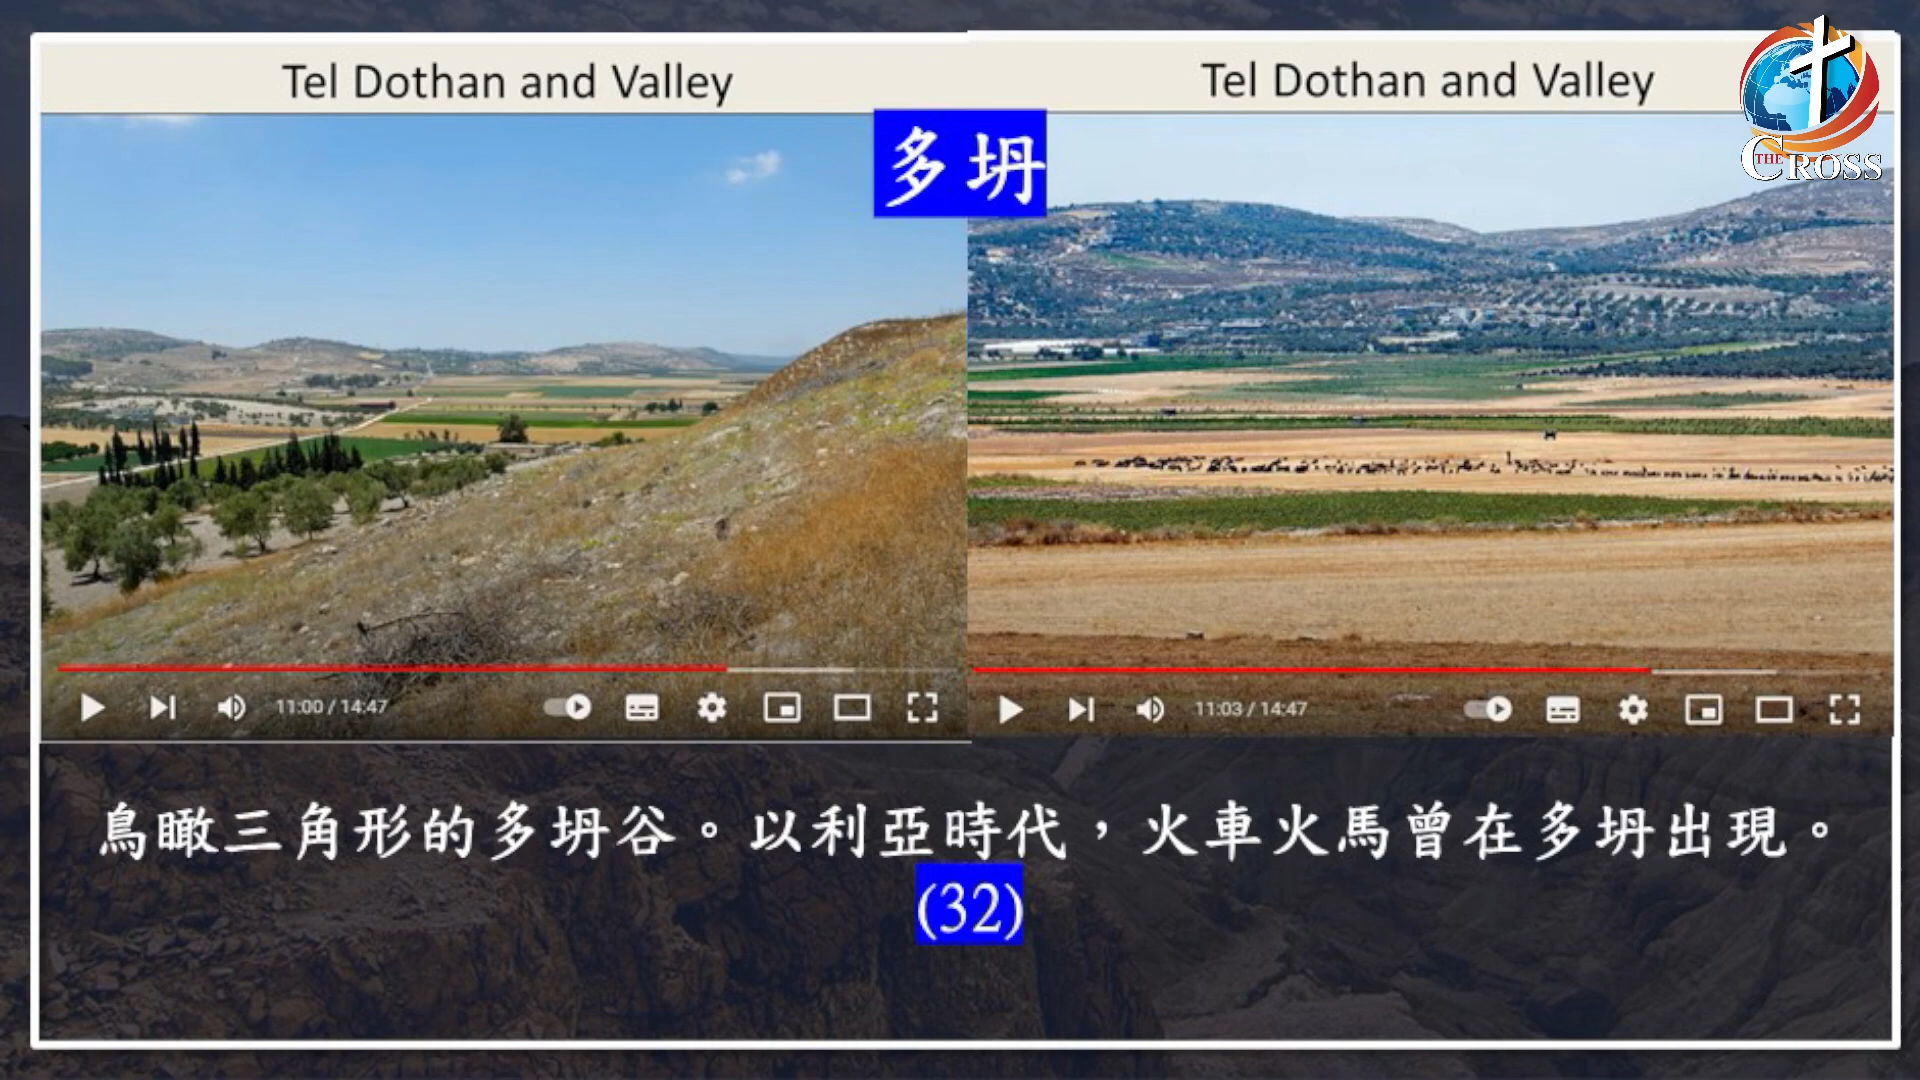 Tel Dothan and Valley
Tel Dothan and Valley
THE CROSS
多坍
11:00 / 14:47
11:03 / 14:47
鳥瞰三角形的多坍谷。以利亞時代，火車火馬曾在多坍出現。
(32)